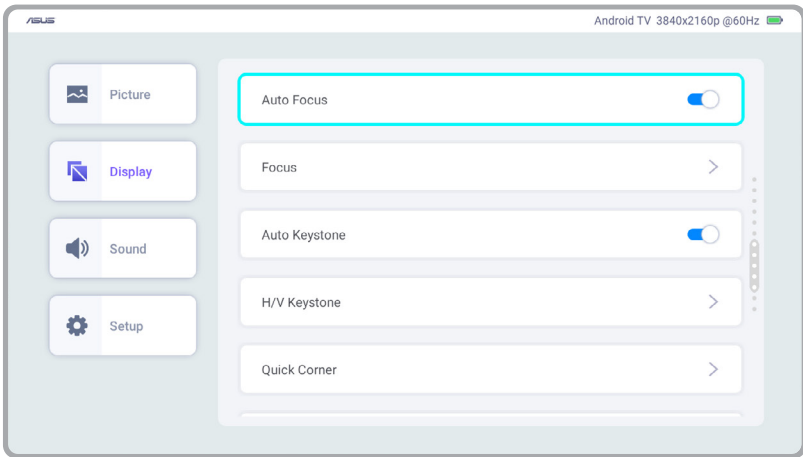 ASUS
Android TV 3840x2160p @60Hz
Picture
Display
Sound
Setup
Auto Focus
Focus
Auto Keystone
H/V Keystone
Quick Corner